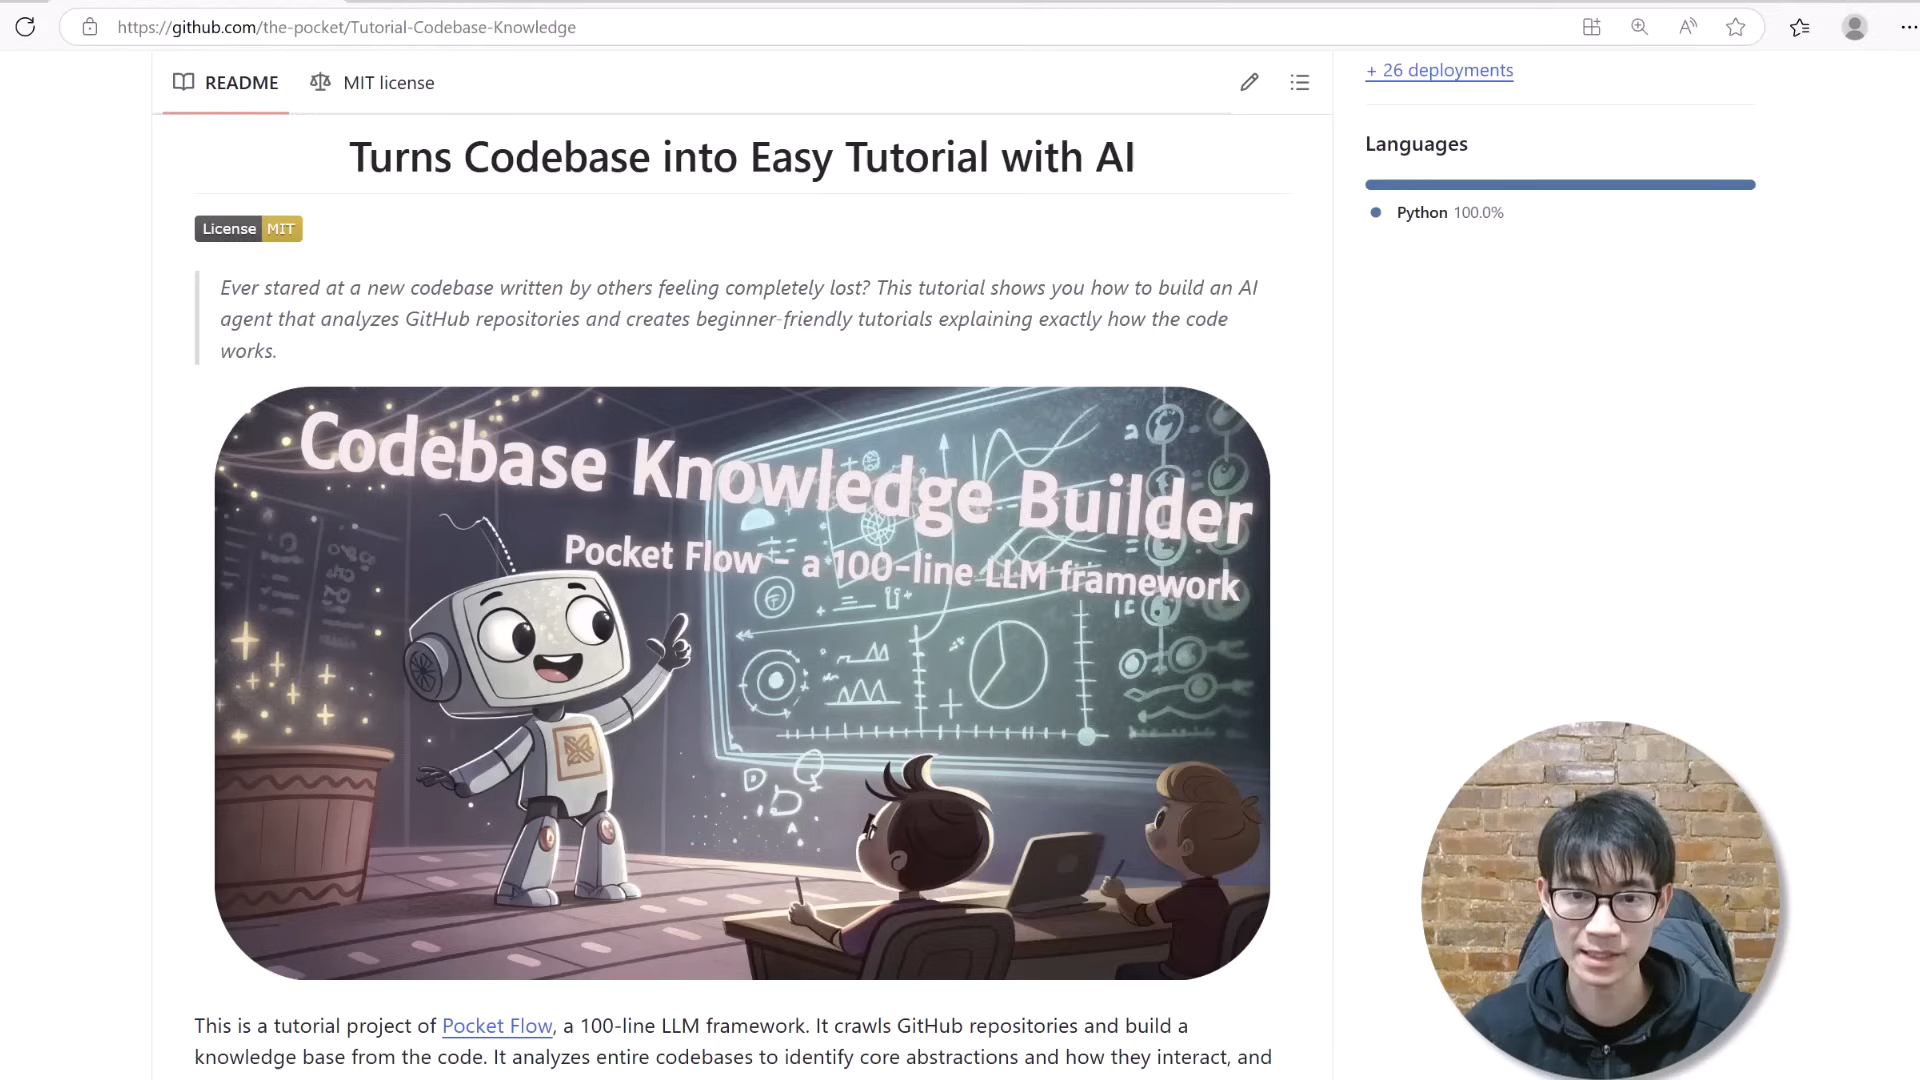 https://github.com/the-pocket/Tutorial-Codebase-Knowledge
README
MIT license
+ 26 deployments
Turns Codebase into Easy Tutorial with AI
Languages
Python 100.0%
License MIT
Ever stared at a new codebase written by others feeling completely lost? This tutorial shows you how to build an AI
agent that analyzes GitHub repositories and creates beginner-friendly tutorials explaining exactly how the code
works.
Codebase Knowledge Builder
Pocket Flow - a 100-line LLM framework
This is a tutorial project of Pocket Flow, a 100-line LLM framework. It crawls GitHub repositories and build a
knowledge base from the code. It analyzes entire codebases to identify core abstractions and how they interact, and